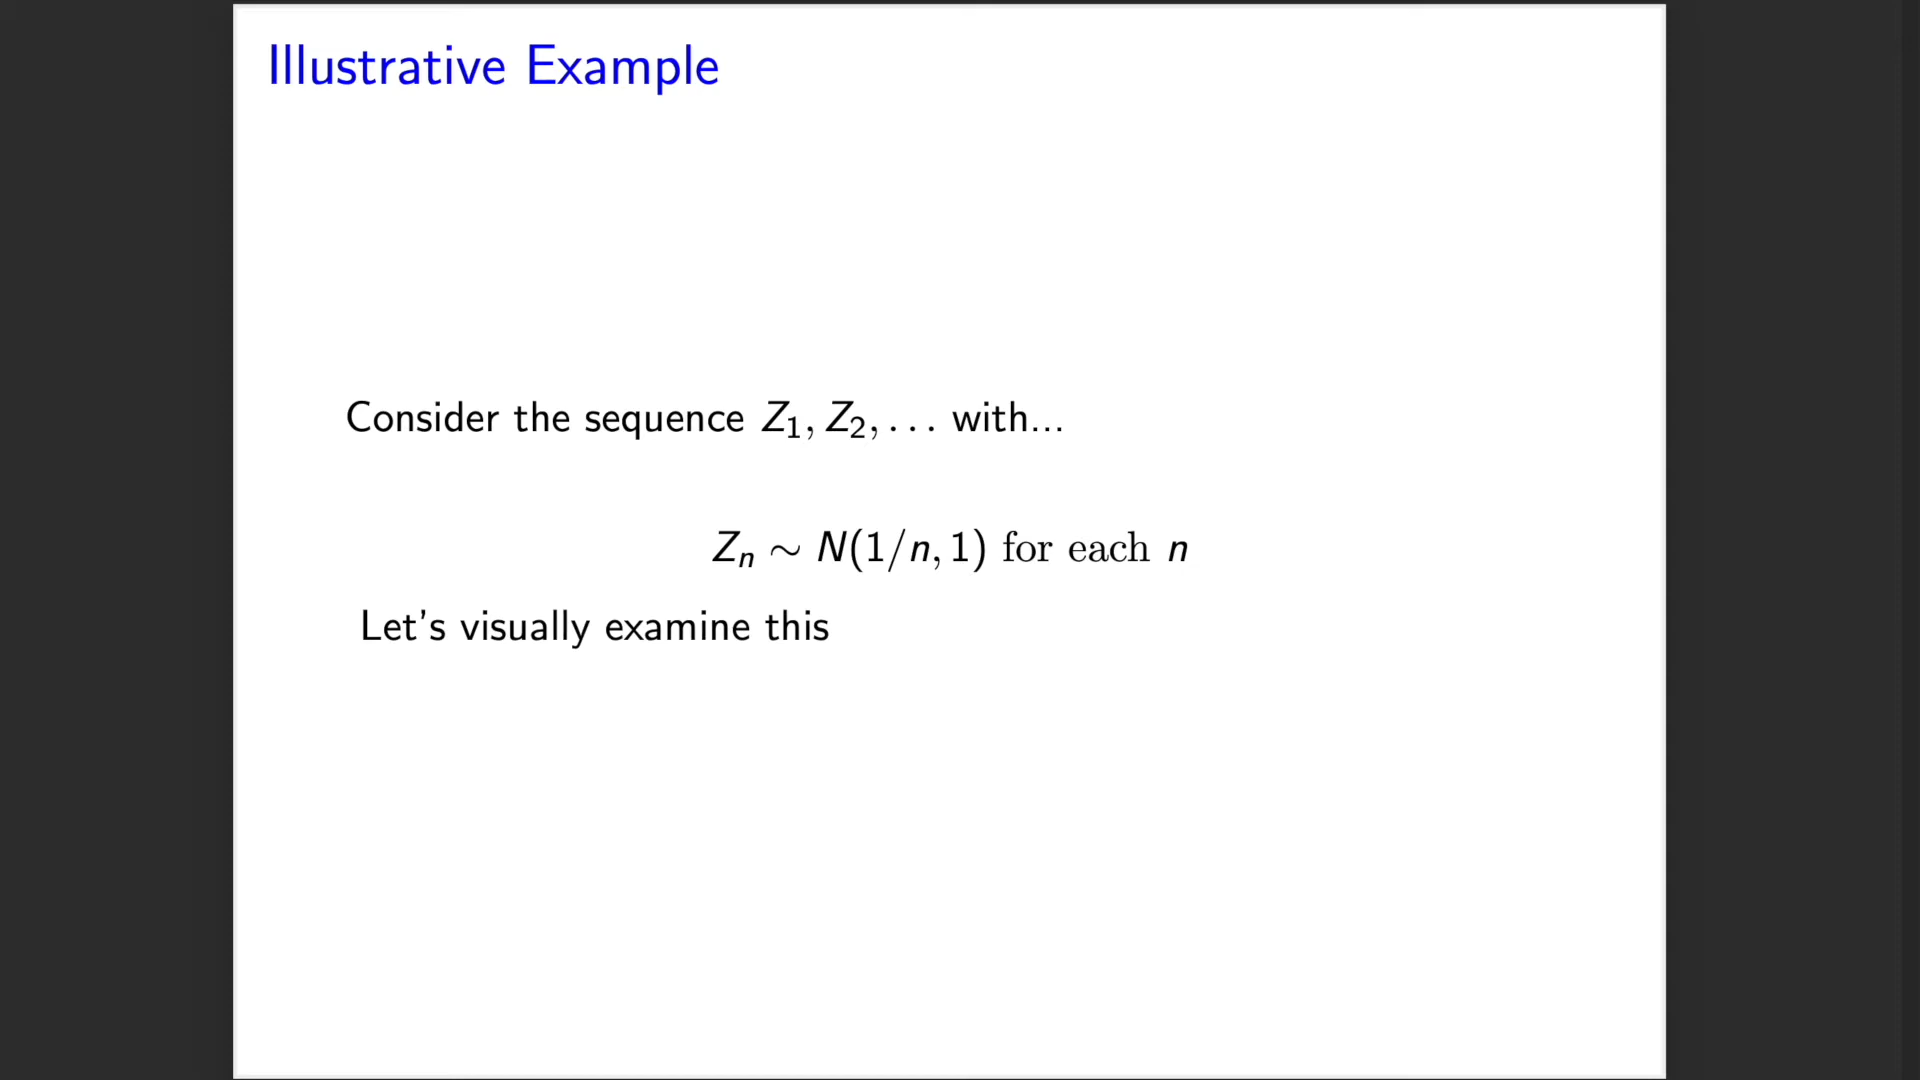 Illustrative Example
Consider the sequence Z₁, Z₂, . . . with...
Zₙ ∼ N(1/n, 1) for each n
Let's visually examine this